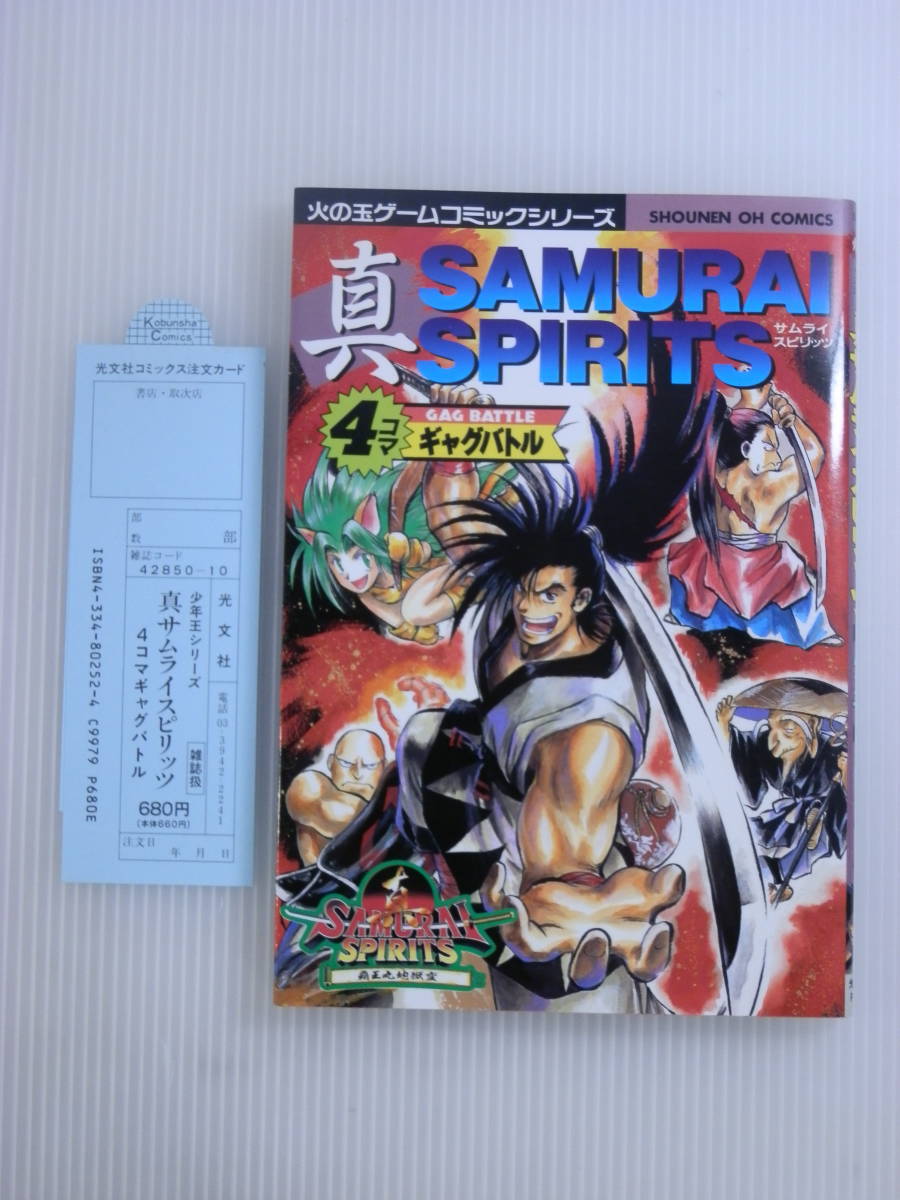 Kobunsha
Comics
光文社コミックス注文カード
書店・取次店
部数
部
雑誌コード
42850-10
光文社
電話 03-3942-2241
少年王シリーズ
真サムライスピリッツ
4コマギャグバトル
雑誌扱
680円
(本体660円)
注文日
年 月 日
ISBN4-334-80252-4 C9979 P680E
火の玉ゲームコミックシリーズ
SHOUNEN OH COMICS
真
SAMURAI
SPIRITS
サムライ
スピリッツ
4コマ
GAG BATTLE
ギャグバトル
SAMURAI
SPIRITS
覇王丸地獄変